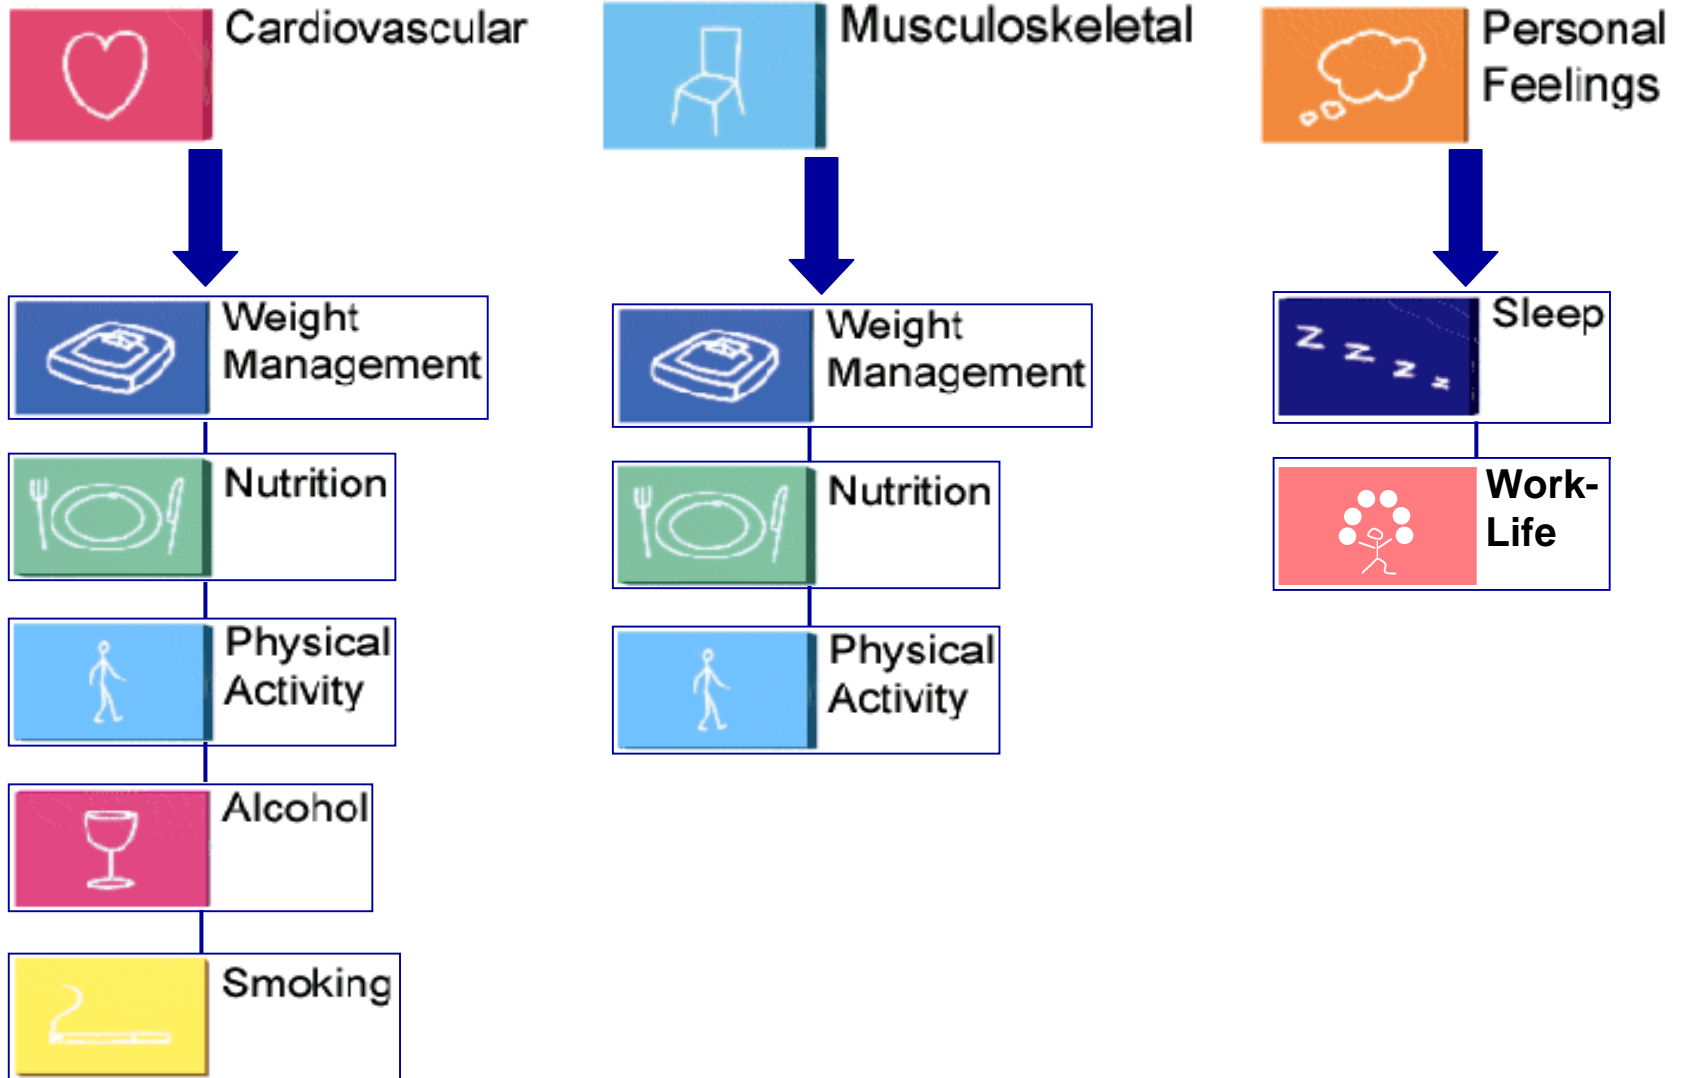 Cardiovascular
Weight
Management
Nutrition
Physical
Activity
Alcohol
Smoking
Musculoskeletal
Weight
Management
Nutrition
Physical
Activity
Personal
Feelings
z z z z
Sleep
Work-
Life